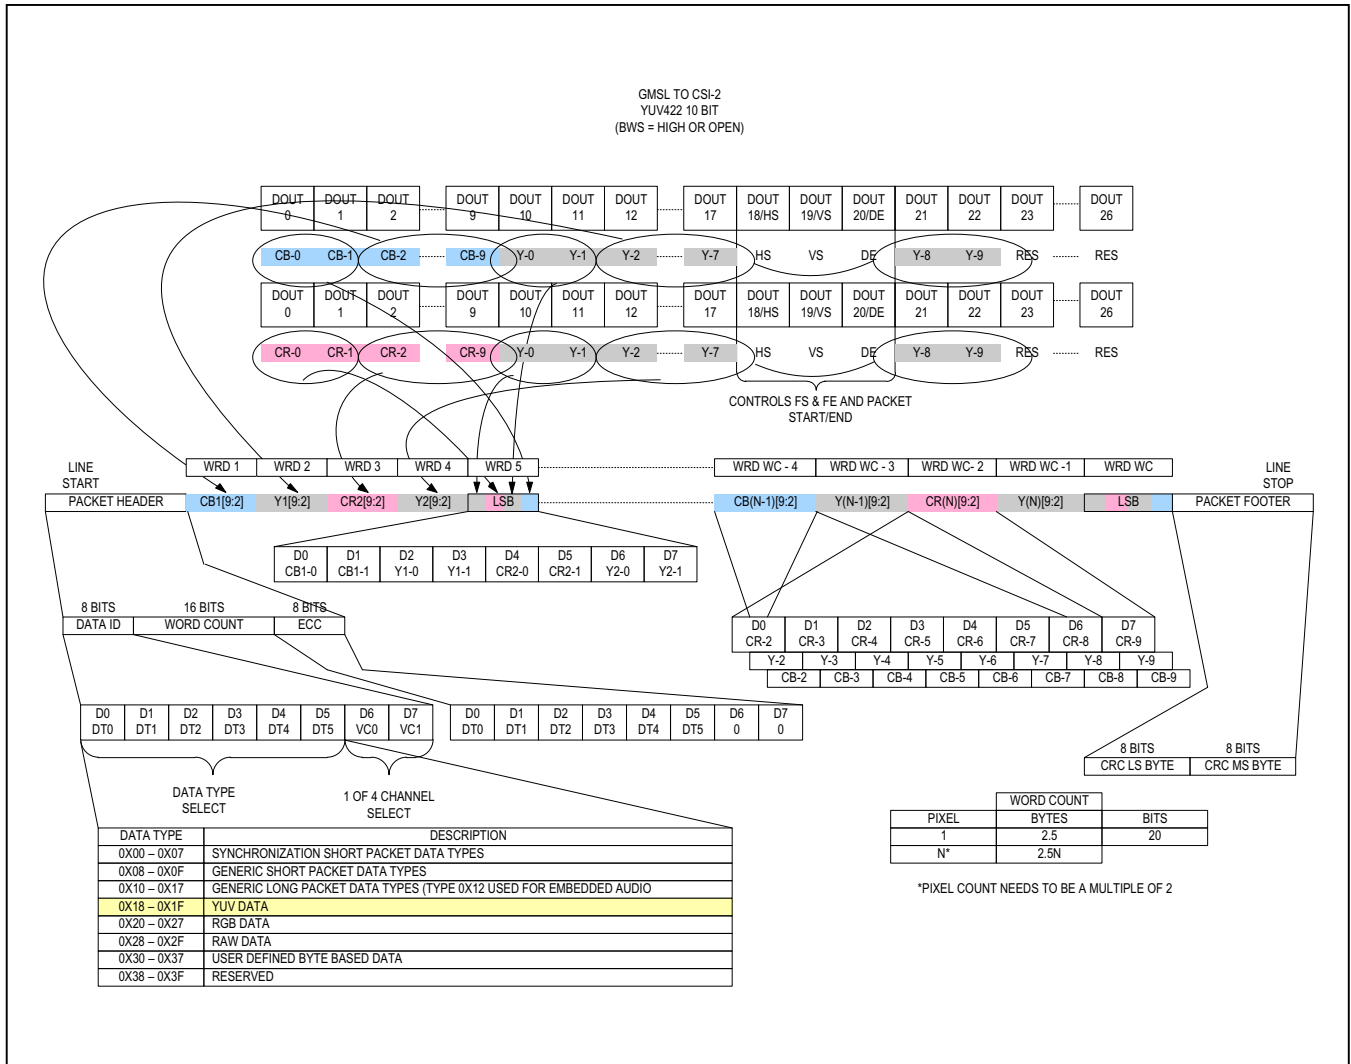 GMSL TO CSI-2
YUV422 10 BIT
(BWS = HIGH OR OPEN)
DOUT 0 DOUT 1 DOUT 2 DOUT 9 DOUT 10 DOUT 11 DOUT 12 DOUT 17 DOUT 18/HS DOUT 19/VS DOUT 20/DE DOUT 21 DOUT 22 DOUT 23 DOUT 26
CB-0 CB-1 CB-2 CB-9 Y-0 Y-1 Y-2 Y-7 HS VS DE Y-8 Y-9 RES RES
DOUT 0 DOUT 1 DOUT 2 DOUT 9 DOUT 10 DOUT 11 DOUT 12 DOUT 17 DOUT 18/HS DOUT 19/VS DOUT 20/DE DOUT 21 DOUT 22 DOUT 23 DOUT 26
CR-0 CR-1 CR-2 CR-9 Y-0 Y-1 Y-2 Y-7 HS VS DE Y-8 Y-9 RES RES
CONTROLS FS & FE AND PACKET
START/END
LINE
START
WRD 1 WRD 2 WRD 3 WRD 4 WRD 5 WRD WC - 4 WRD WC - 3 WRD WC- 2 WRD WC -1 WRD WC
LINE
STOP
PACKET HEADER CB1[9:2] Y1[9:2] CR2[9:2] Y2[9:2] LSB CB(N-1)[9:2] Y(N-1)[9:2] CR(N)[9:2] Y(N)[9:2] LSB PACKET FOOTER
D0 D1 D2 D3 D4 D5 D6 D7
CB1-0 CB1-1 Y1-0 Y1-1 CR2-0 CR2-1 Y2-0 Y2-1
8 BITS 16 BITS 8 BITS
DATA ID WORD COUNT ECC
D0 D1 D2 D3 D4 D5 D6 D7
CR-2 CR-3 CR-4 CR-5 CR-6 CR-7 CR-8 CR-9
Y-2 Y-3 Y-4 Y-5 Y-6 Y-7 Y-8 Y-9
CB-2 CB-3 CB-4 CB-5 CB-6 CB-7 CB-8 CB-9
D0 D1 D2 D3 D4 D5 D6 D7
DT0 DT1 DT2 DT3 DT4 DT5 VC0 VC1
D0 D1 D2 D3 D4 D5 D6 D7
DT0 DT1 DT2 DT3 DT4 DT5 0 0
8 BITS 8 BITS
CRC LS BYTE CRC MS BYTE
DATA TYPE
SELECT
1 OF 4 CHANNEL
SELECT
DATA TYPE DESCRIPTION
0X00 – 0X07 SYNCHRONIZATION SHORT PACKET DATA TYPES
0X08 – 0X0F GENERIC SHORT PACKET DATA TYPES
0X10 – 0X17 GENERIC LONG PACKET DATA TYPES (TYPE 0X12 USED FOR EMBEDDED AUDIO
0X18 – 0X1F YUV DATA
0X20 – 0X27 RGB DATA
0X28 – 0X2F RAW DATA
0X30 – 0X37 USER DEFINED BYTE BASED DATA
0X38 – 0X3F RESERVED
WORD COUNT
PIXEL BYTES BITS
1 2.5 20
N* 2.5N
*PIXEL COUNT NEEDS TO BE A MULTIPLE OF 2